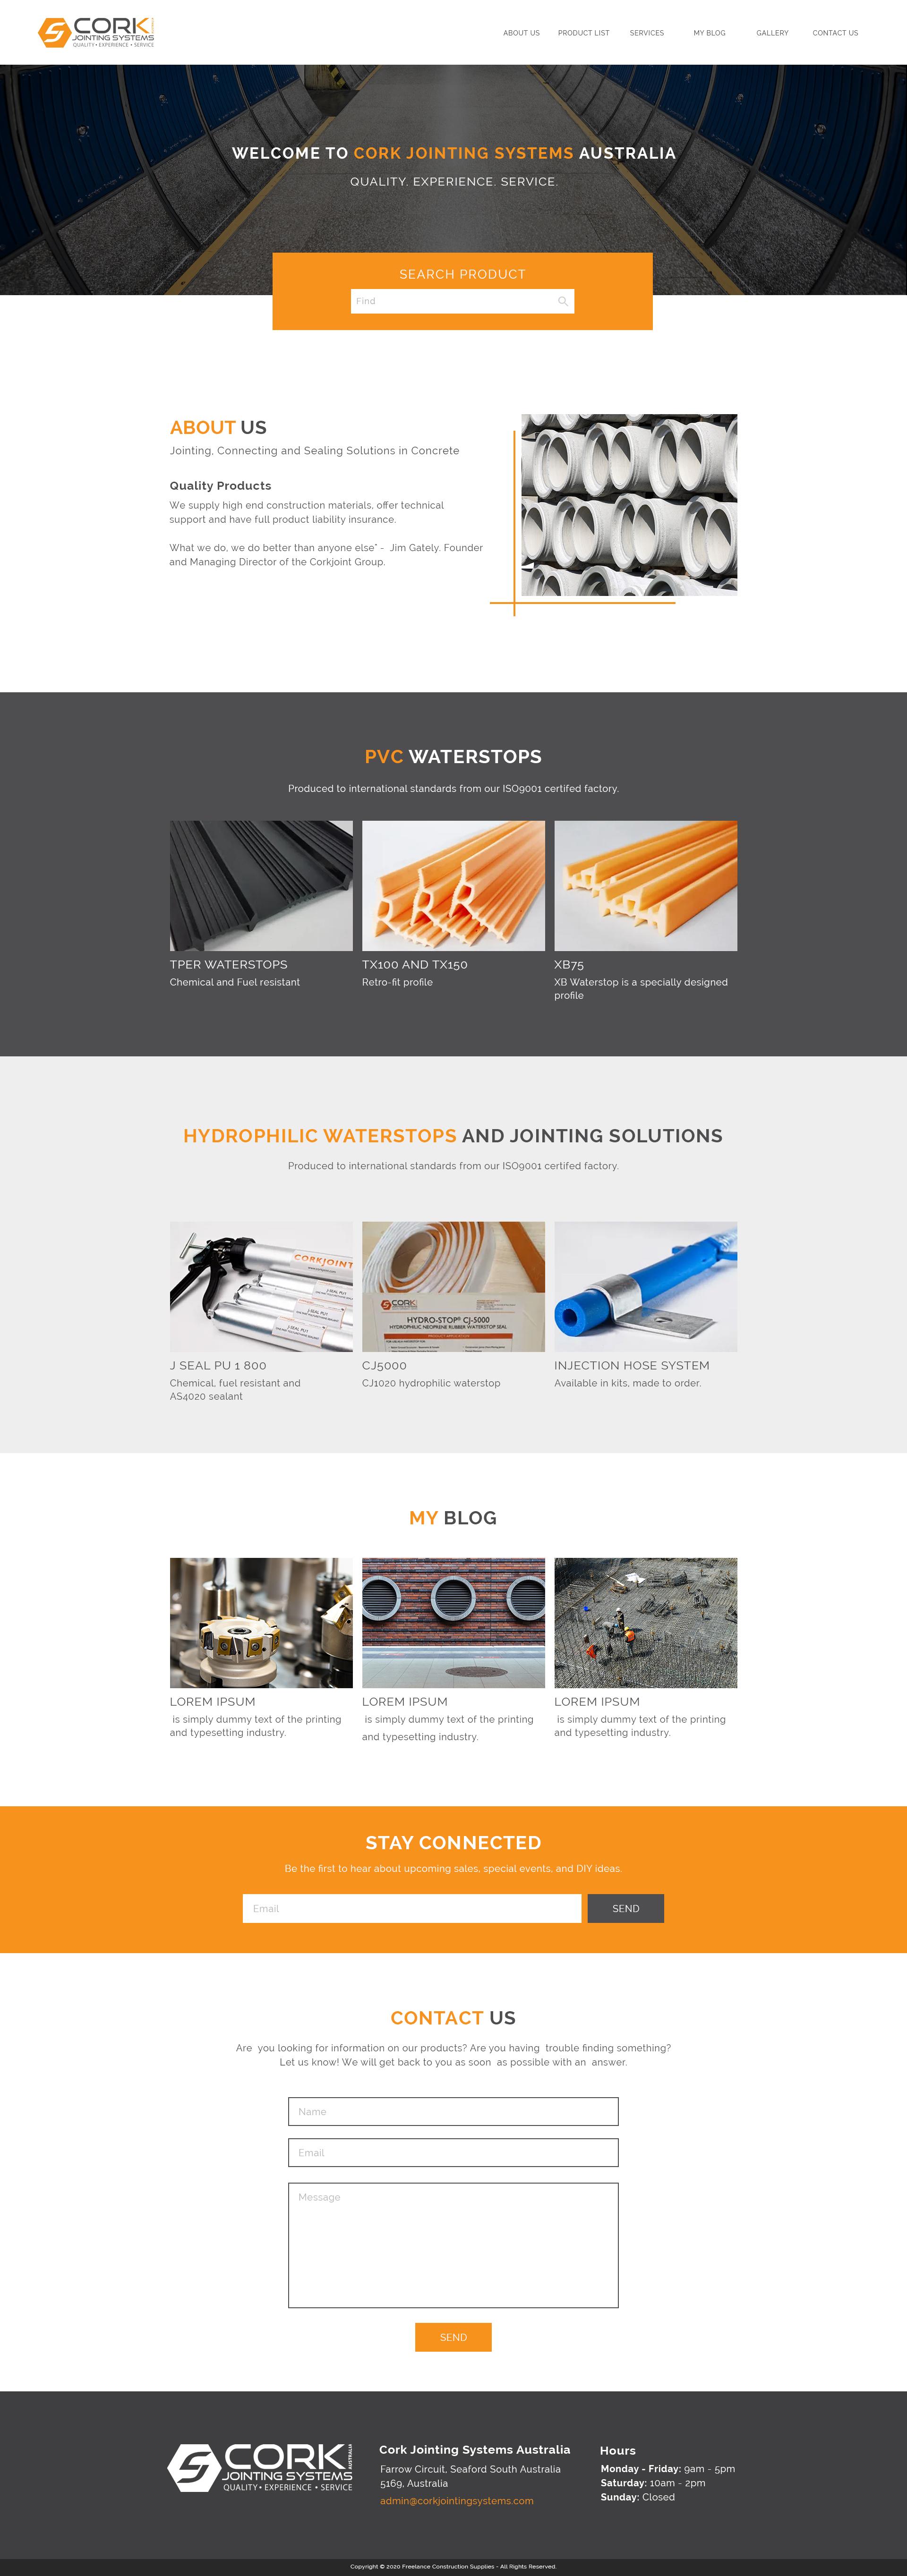 CORK
JOINTING SYSTEMS
QUALITY • EXPERIENCE • SERVICE
ABOUT US
PRODUCT LIST
SERVICES
MY BLOG
GALLERY
CONTACT US
WELCOME TO CORK JOINTING SYSTEMS AUSTRALIA
QUALITY. EXPERIENCE. SERVICE.
SEARCH PRODUCT
Find
ABOUT US
Jointing, Connecting and Sealing Solutions in Concrete
Quality Products
We supply high end construction materials, offer technical
support and have full product liability insurance.
What we do, we do better than anyone else" - Jim Gately. Founder
and Managing Director of the Corkjoint Group.
PVC WATERSTOPS
Produced to international standards from our ISO9001 certifed factory.
TPER WATERSTOPS
Chemical and Fuel resistant
TX100 AND TX150
Retro-fit profile
XB75
XB Waterstop is a specially designed
profile
HYDROPHILIC WATERSTOPS AND JOINTING SOLUTIONS
Produced to international standards from our ISO9001 certifed factory.
CORKJOINT
J SEAL PU 1 800
Chemical, fuel resistant and
AS4020 sealant
CORK
HYDRO-STOP® CJ-5000
HYDROPHILIC NEOPRENE RUBBER WATERSTOP SEAL
PRODUCT APPLICATION
CJ5000
CJ1020 hydrophilic waterstop
INJECTION HOSE SYSTEM
Available in kits, made to order.
MY BLOG
LOREM IPSUM
is simply dummy text of the printing
and typesetting industry.
LOREM IPSUM
is simply dummy text of the printing
and typesetting industry.
LOREM IPSUM
is simply dummy text of the printing
and typesetting industry.
STAY CONNECTED
Be the first to hear about upcoming sales, special events, and DIY ideas.
Email
SEND
CONTACT US
Are you looking for information on our products? Are you having trouble finding something?
Let us know! We will get back to you as soon as possible with an answer.
Name
Email
Message
SEND
CORK AUSTRALIA
JOINTING SYSTEMS
QUALITY • EXPERIENCE • SERVICE
Cork Jointing Systems Australia
Farrow Circuit, Seaford South Australia
5169, Australia
admin@corkjointingsystems.com
Hours
Monday - Friday: 9am - 5pm
Saturday: 10am - 2pm
Sunday: Closed
Copyright © 2020 Freelance Construction Supplies - All Rights Reserved.